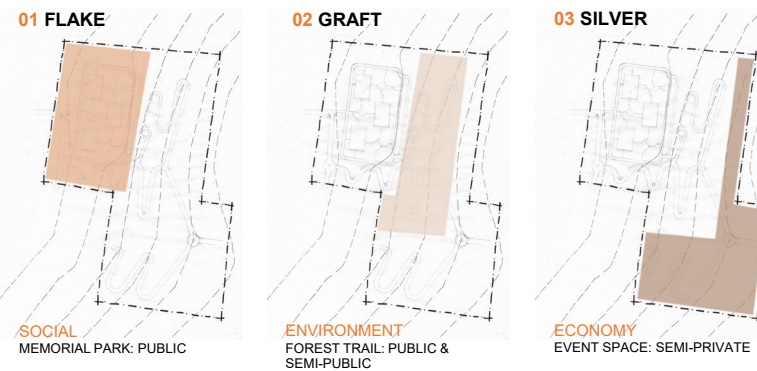 01 FLAKE
SOCIAL
MEMORIAL PARK: PUBLIC
02 GRAFT
ENVIRONMENT
FOREST TRAIL: PUBLIC &
SEMI-PUBLIC
03 SILVER
ECONOMY
EVENT SPACE: SEMI-PRIVATE